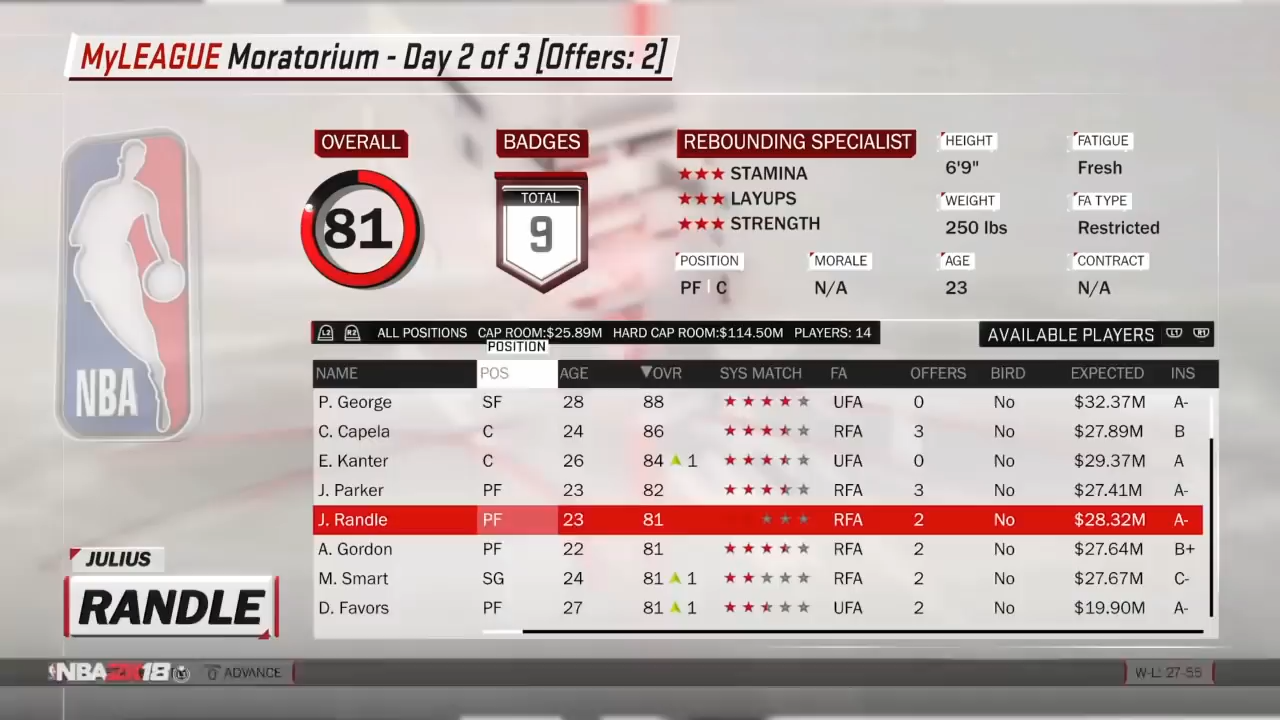 MyLEAGUE Moratorium - Day 2 of 3 [Offers: 2]
OVERALL
81
BADGES
TOTAL
9
REBOUNDING SPECIALIST
★★★ STAMINA
★★★ LAYUPS
★★★ STRENGTH
POSITION
PF | C
MORALE
N/A
HEIGHT
6'9"
WEIGHT
250 lbs
AGE
23
FATIGUE
Fresh
FA TYPE
Restricted
CONTRACT
N/A
L2 R2 ALL POSITIONS CAP ROOM:$25.89M HARD CAP ROOM:$114.50M PLAYERS: 14
AVAILABLE PLAYERS L1 R1
POSITION
NAME POS AGE ▼OVR SYS MATCH FA OFFERS BIRD EXPECTED INS
P. George SF 28 88 UFA 0 No $32.37M A-
C. Capela C 24 86 RFA 3 No $27.89M B
E. Kanter C 26 84 ▲ 1 UFA 0 No $29.37M A
J. Parker PF 23 82 RFA 3 No $27.41M A-
J. Randle PF 23 81 RFA 2 No $28.32M A-
A. Gordon PF 22 81 RFA 2 No $27.64M B+
M. Smart SG 24 81 ▲ 1 RFA 2 No $27.67M C-
D. Favors PF 27 81 ▲ 1 UFA 2 No $19.90M A-
NBA
JULIUS
RANDLE
NBA 2K18
ADVANCE
W-L: 27-55